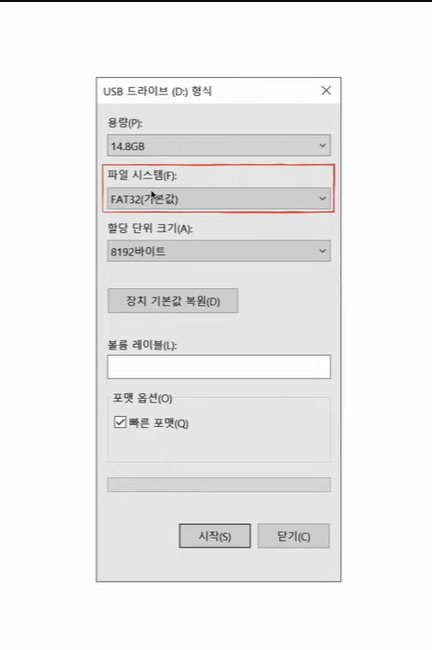 USB 드라이브 (D:) 형식
용량(P):
14.8GB
파일 시스템(F):
FAT32(기본값)
할당 단위 크기(A):
8192바이트
장치 기본값 복원(D)
볼륨 레이블(L):
포맷 옵션(O)
빠른 포맷(Q)
시작(S)
닫기(C)